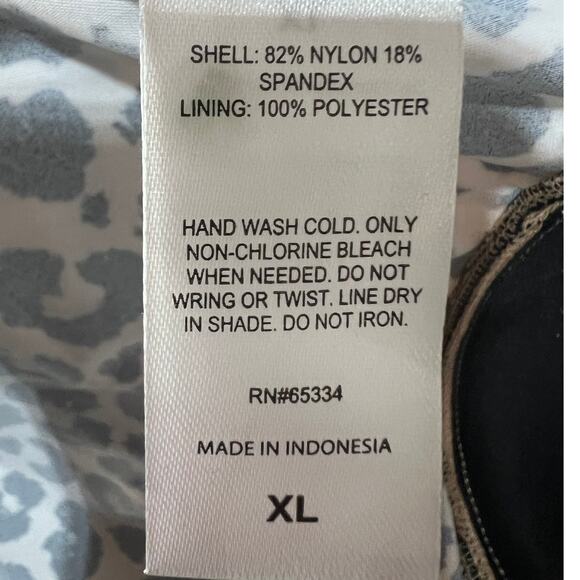 SHELL: 82% NYLON 18%
SPANDEX
LINING: 100% POLYESTER
HAND WASH COLD. ONLY
NON-CHLORINE BLEACH
WHEN NEEDED. DO NOT
WRING OR TWIST. LINE DRY
IN SHADE. DO NOT IRON.
RN#65334
MADE IN INDONESIA
XL